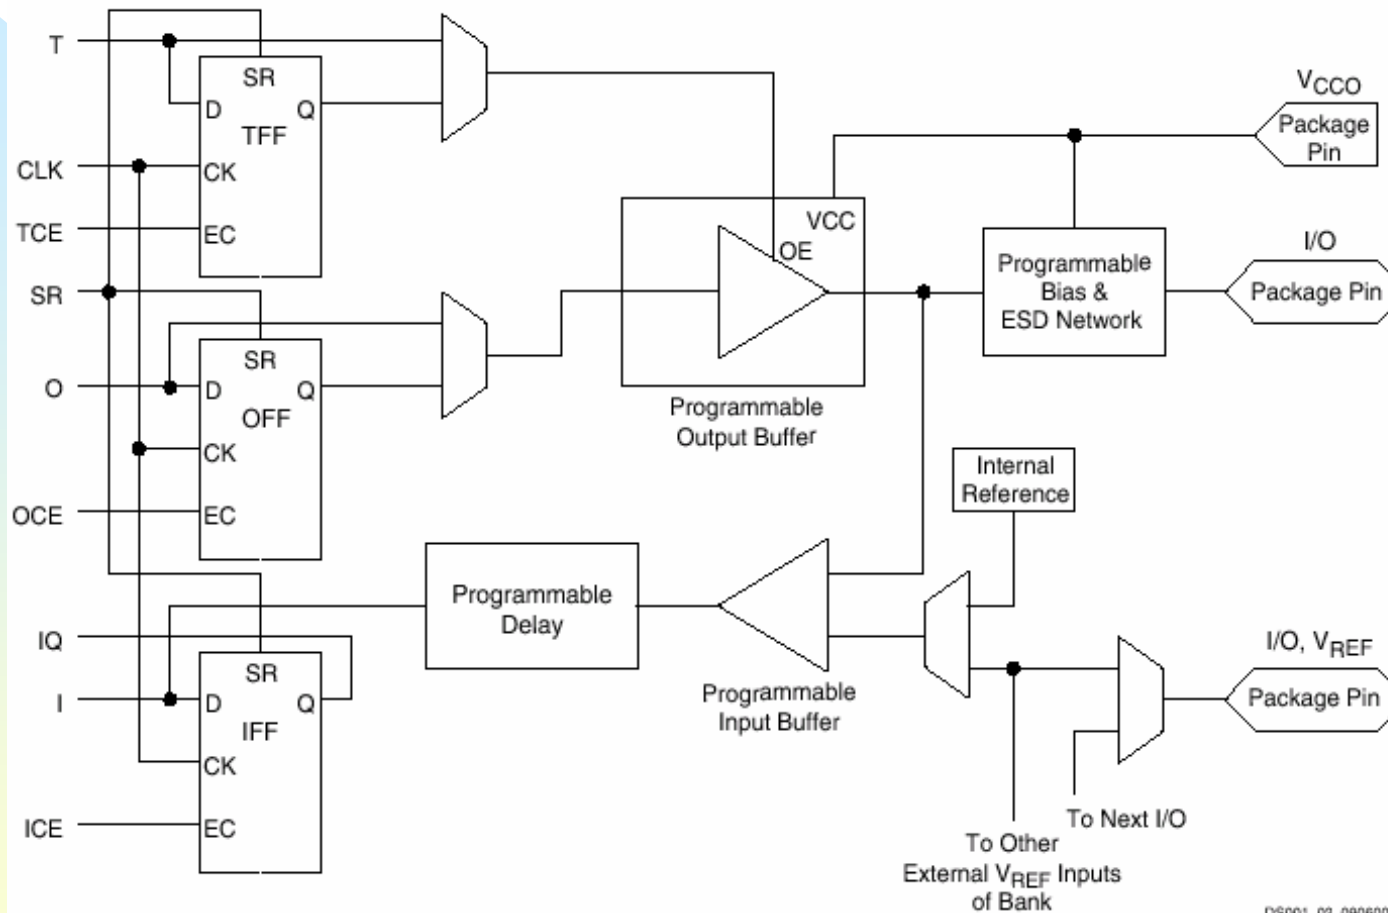 T
SR
D
Q
TFF
CLK
CK
TCE
EC
SR
SR
O
D
Q
OFF
CK
OCE
EC
IQ
SR
I
D
Q
IFF
CK
ICE
EC
VCC
OE
Programmable
Output Buffer
VCCO
Package
Pin
Programmable
Bias &
ESD Network
I/O
Package Pin
Internal
Reference
Programmable
Delay
Programmable
Input Buffer
I/O, VREF
Package Pin
To Next I/O
To Other
External VREF Inputs
of Bank